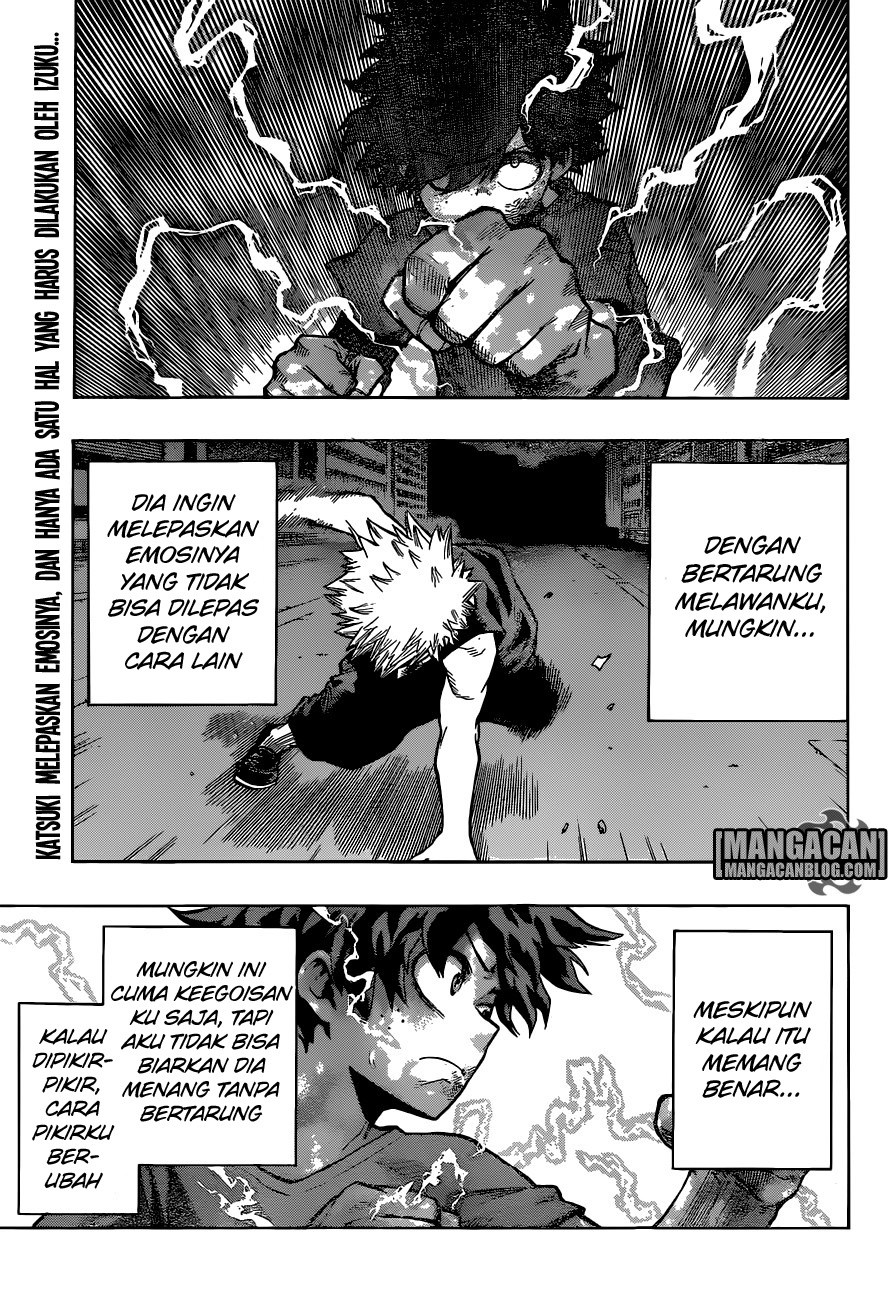 KATSUKI MELEPASKAN EMOSINYA, DAN HANYA ADA SATU HAL YANG HARUS DILAKUKAN OLEH IZUKU...
DENGAN
BERTARUNG
MELAWANKU,
MUNGKIN...
DIA INGIN
MELEPASKAN
EMOSINYA
YANG TIDAK
BISA DILEPAS
DENGAN
CARA LAIN
[MANGACAN]
MANGACANBLOG.COM
MESKIPUN
KALAU ITU
MEMANG
BENAR...
MUNGKIN INI
CUMA KEEGOISAN
KU SAJA, TAPI
AKU TIDAK BISA
BIARKAN DIA
MENANG TANPA
BERTARUNG
KALAU
DIPIKIR-
PIKIR,
CARA
PIKIRKU
BER-
UBAH